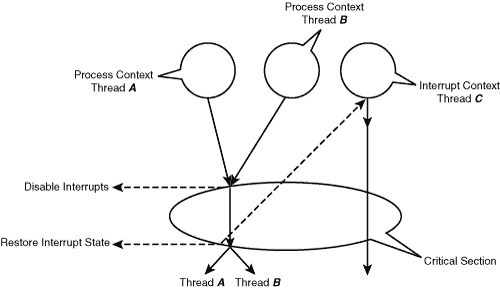 Process Context
Thread B
Process Context
Thread A
Interrupt Context
Thread C
Disable Interrupts
Restore Interrupt State
Critical Section
Thread A Thread B